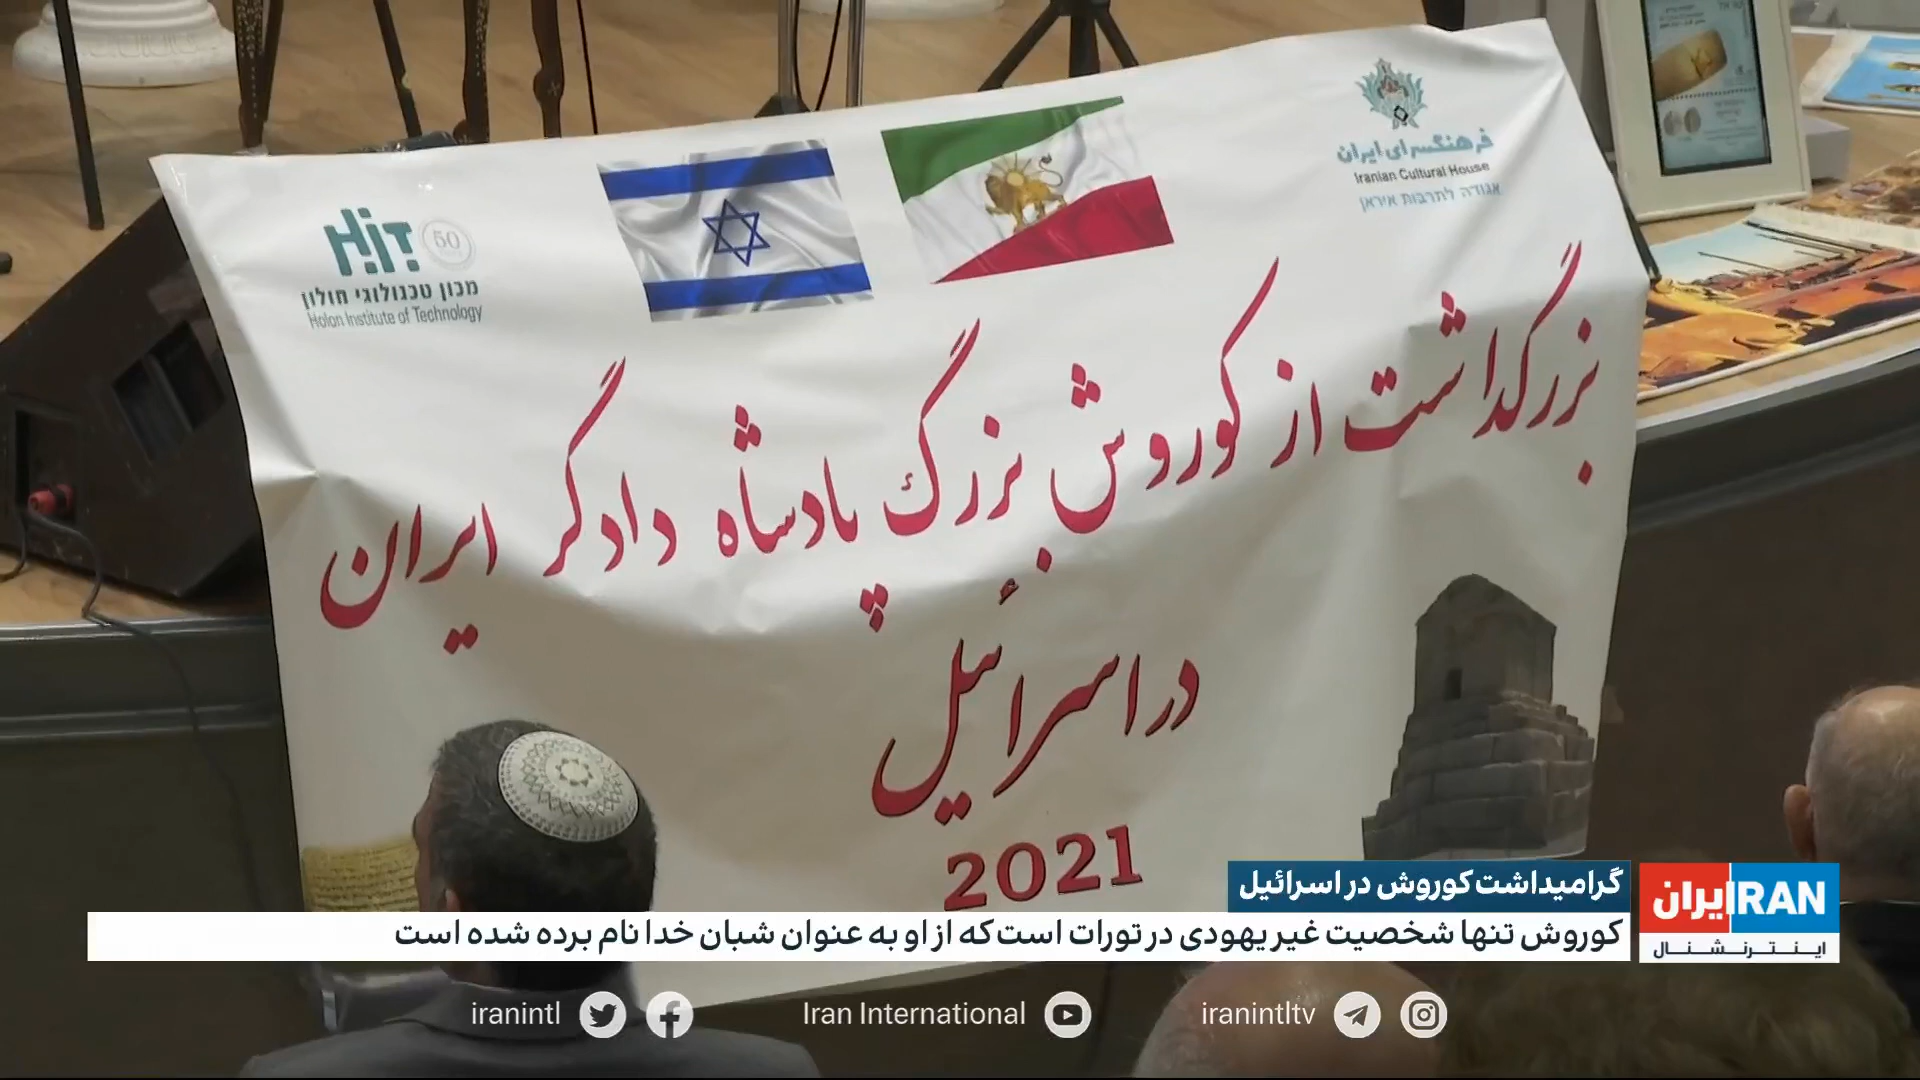 HiT 50
מכון טכנולוגי חולון
Holon Institute of Technology
فرهنگسرای ایران
Iranian Cultural House
אגודה לתרבות איראן
بزرگداشت از کوروش بزرگ پادشاه دادگر ایران
در اسرائیل
2021
گرامیداشت کوروش در اسرائیل
کوروش تنها شخصیت غیر یهودی در تورات است که از او به عنوان شبان خدا نام برده شده است
ایران IRAN
اینترنشنال
iranintl
Iran International
iranintltv